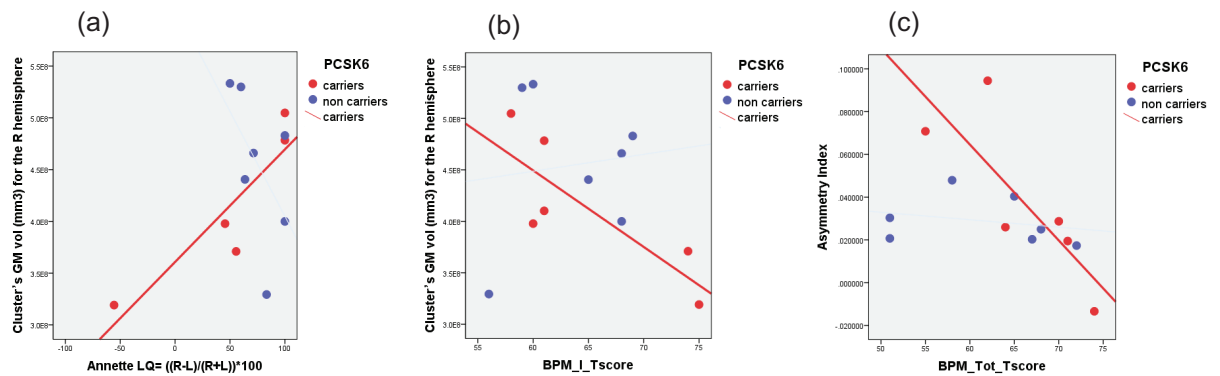 (a)
Cluster's GM vol (mm3) for the R hemisphere
5.5E8
5.0E8
4.5E8
4.0E8
3.5E8
3.0E8
-100
-50
0
50
100
Annette LQ= ((R-L)/(R+L))*100
PCSK6
carriers
non carriers
carriers
(b)
Cluster's GM vol (mm3) for the R hemisphere
5.5E8
5.0E8
4.5E8
4.0E8
3.5E8
3.0E8
55
60
65
70
75
BPM_I_Tscore
PCSK6
carriers
non carriers
carriers
(c)
Asymmetry Index
.100000
.080000
.060000
.040000
.020000
.000000
-.020000
50
55
60
65
70
75
BPM_Tot_Tscore
PCSK6
carriers
non carriers
carriers